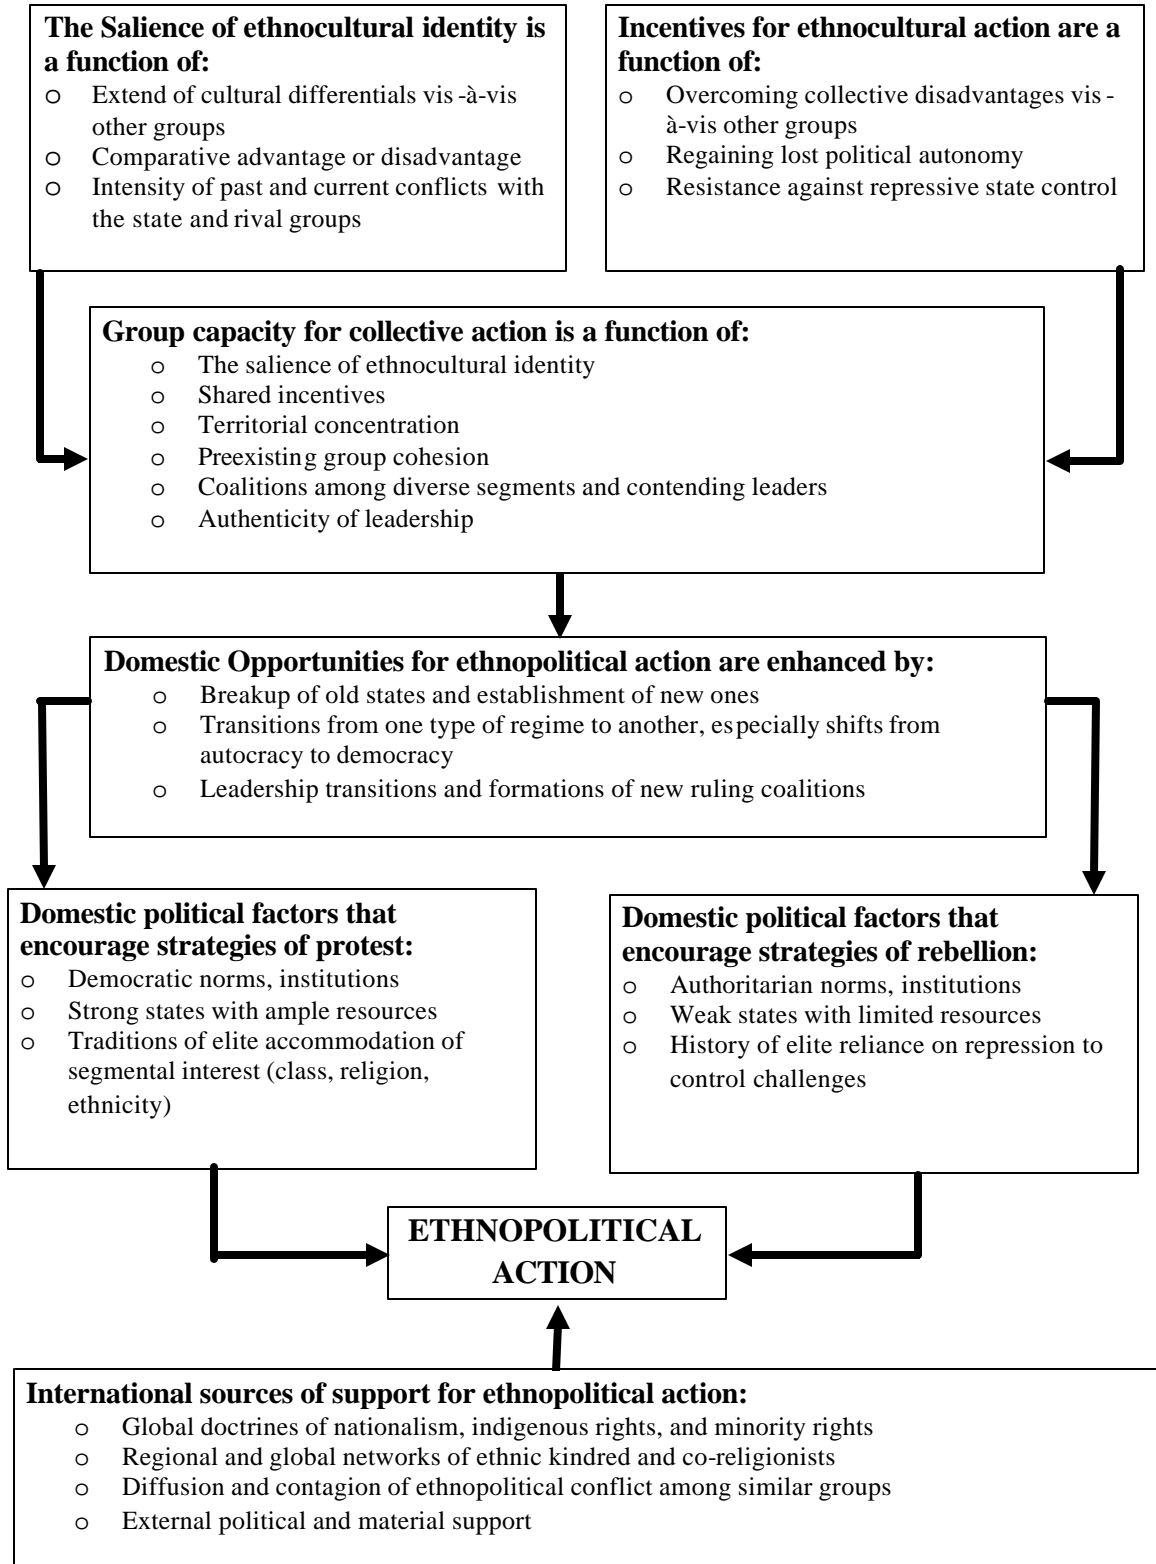 The Salience of ethnocultural identity is
a function of:
o Extend of cultural differentials vis -à-vis
other groups
o Comparative advantage or disadvantage
o Intensity of past and current conflicts with
the state and rival groups
Incentives for ethnocultural action are a
function of:
o Overcoming collective disadvantages vis -
à-vis other groups
o Regaining lost political autonomy
o Resistance against repressive state control
Group capacity for collective action is a function of:
o The salience of ethnocultural identity
o Shared incentives
o Territorial concentration
o Preexisting group cohesion
o Coalitions among diverse segments and contending leaders
o Authenticity of leadership
Domestic Opportunities for ethnopolitical action are enhanced by:
o Breakup of old states and establishment of new ones
o Transitions from one type of regime to another, especially shifts from
autocracy to democracy
o Leadership transitions and formations of new ruling coalitions
Domestic political factors that
encourage strategies of protest:
o Democratic norms, institutions
o Strong states with ample resources
o Traditions of elite accommodation of
segmental interest (class, religion,
ethnicity)
Domestic political factors that
encourage strategies of rebellion:
o Authoritarian norms, institutions
o Weak states with limited resources
o History of elite reliance on repression to
control challenges
ETHNOPOLITICAL
ACTION
International sources of support for ethnopolitical action:
o Global doctrines of nationalism, indigenous rights, and minority rights
o Regional and global networks of ethnic kindred and co-religionists
o Diffusion and contagion of ethnopolitical conflict among similar groups
o External political and material support